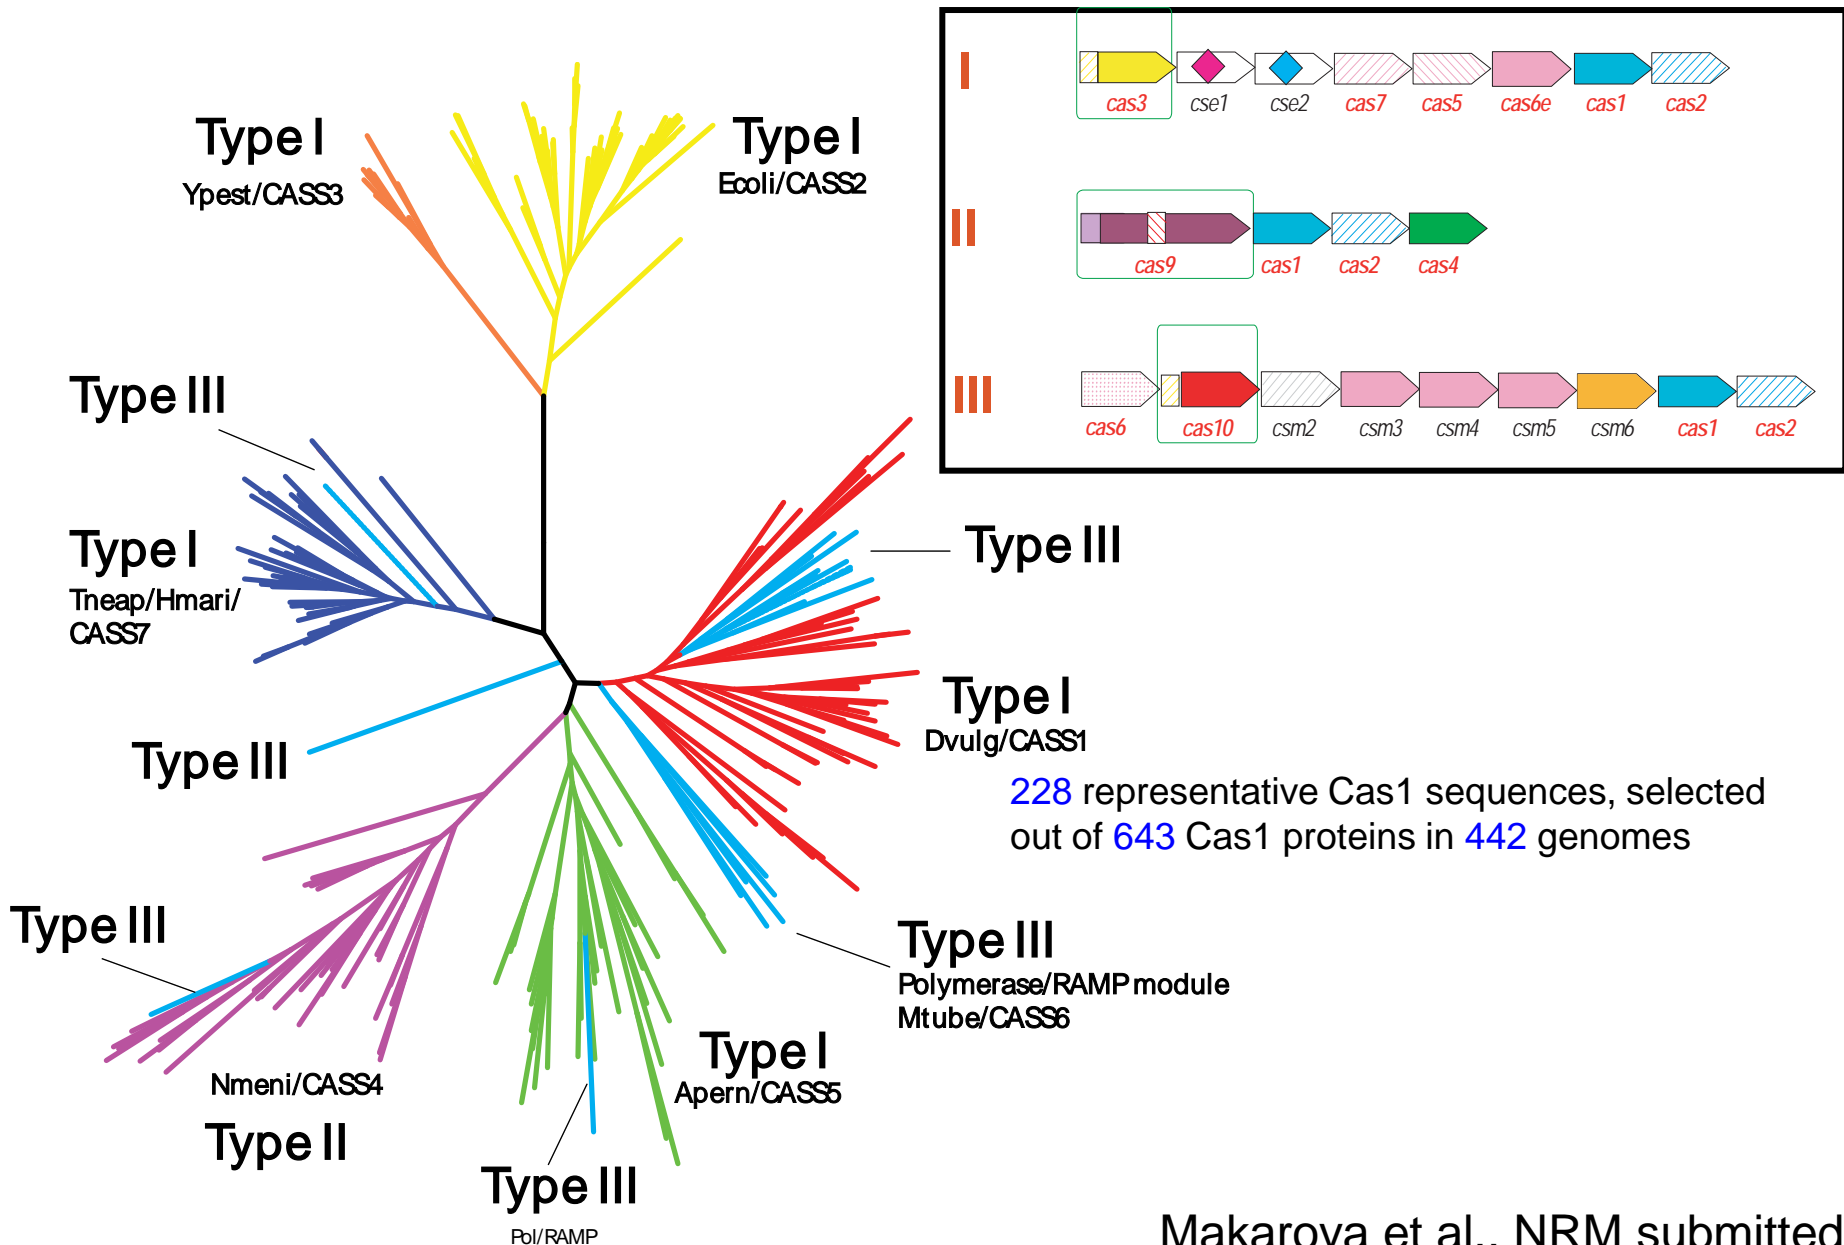 I
cas3 cse1 cse2 cas7 cas5 cas6e cas1 cas2
II
cas9 cas1 cas2 cas4
III
cas6 cas10 csm2 csm3 csm4 csm5 csm6 cas1 cas2
Type I
Ypest/CASS3
Type I
Ecoli/CASS2
Type III
Type I
Tneap/Hmari/
CASS7
Type III
Type III
Type I
Dvulg/CASS1
228 representative Cas1 sequences, selected
out of 643 Cas1 proteins in 442 genomes
Type III
Type III
Polymerase/RAMP module
Mtube/CASS6
Nmeni/CASS4
Type II
Type I
Apern/CASS5
Type III
Pol/RAMP
Makarova et al., NRM submitted